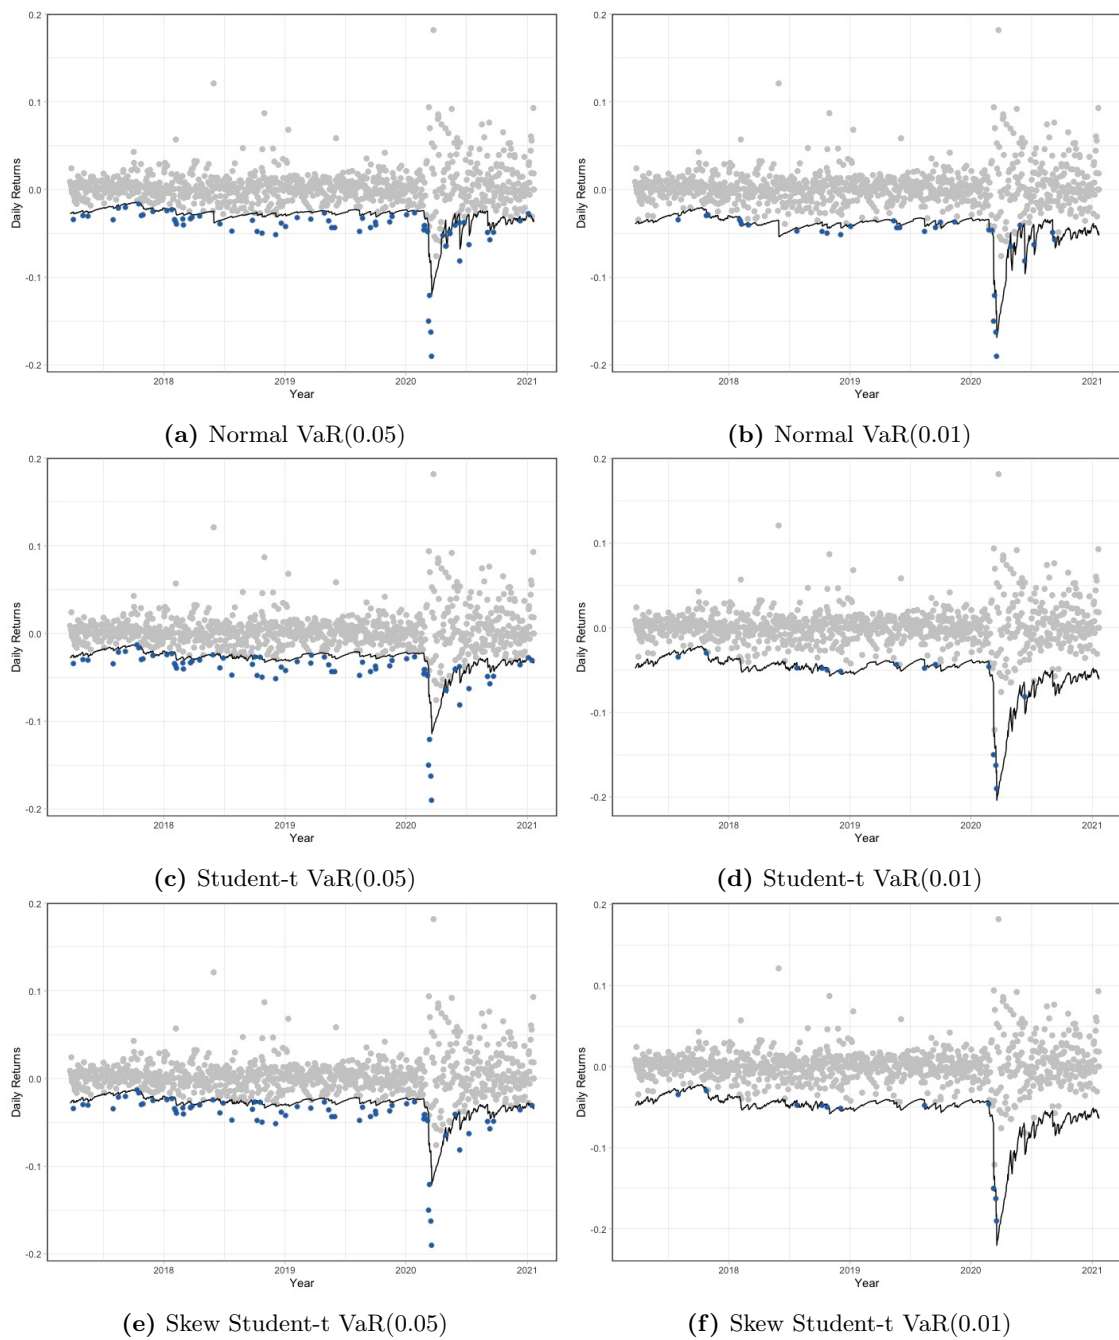 0.2
0.1
0.0
-0.1
-0.2
Daily Returns
2018 2019 2020 2021
Year
(a) Normal VaR(0.05)
0.2
0.1
0.0
-0.1
-0.2
Daily Returns
2018 2019 2020 2021
Year
(b) Normal VaR(0.01)
0.2
0.1
0.0
-0.1
-0.2
Daily Returns
2018 2019 2020 2021
Year
(c) Student-t VaR(0.05)
0.2
0.1
0.0
-0.1
-0.2
Daily Returns
2018 2019 2020 2021
Year
(d) Student-t VaR(0.01)
0.2
0.1
0.0
-0.1
-0.2
Daily Returns
2018 2019 2020 2021
Year
(e) Skew Student-t VaR(0.05)
0.2
0.1
0.0
-0.1
-0.2
Daily Returns
2018 2019 2020 2021
Year
(f) Skew Student-t VaR(0.01)